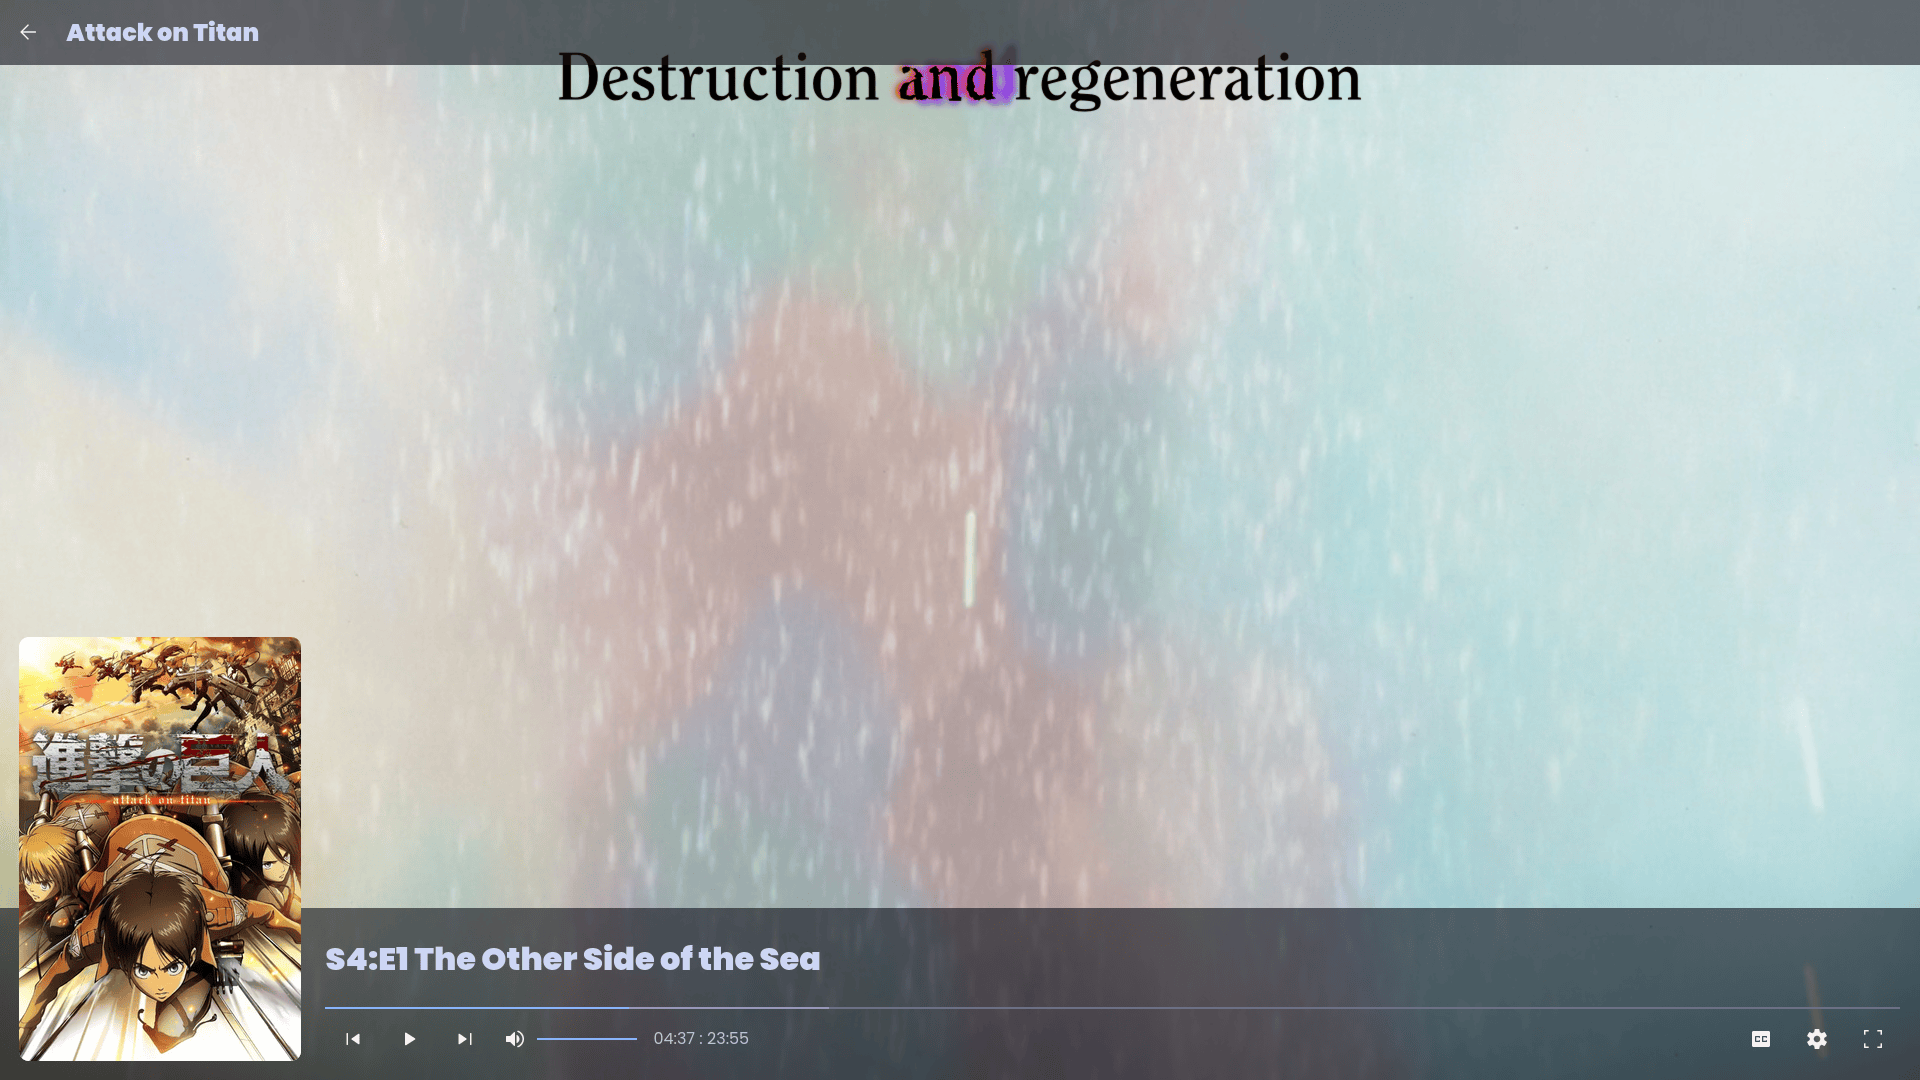 Attack on Titan
Destruction and regeneration
進撃の巨人
attack on titan
S4:E1 The Other Side of the Sea
04:37 : 23:55
CC